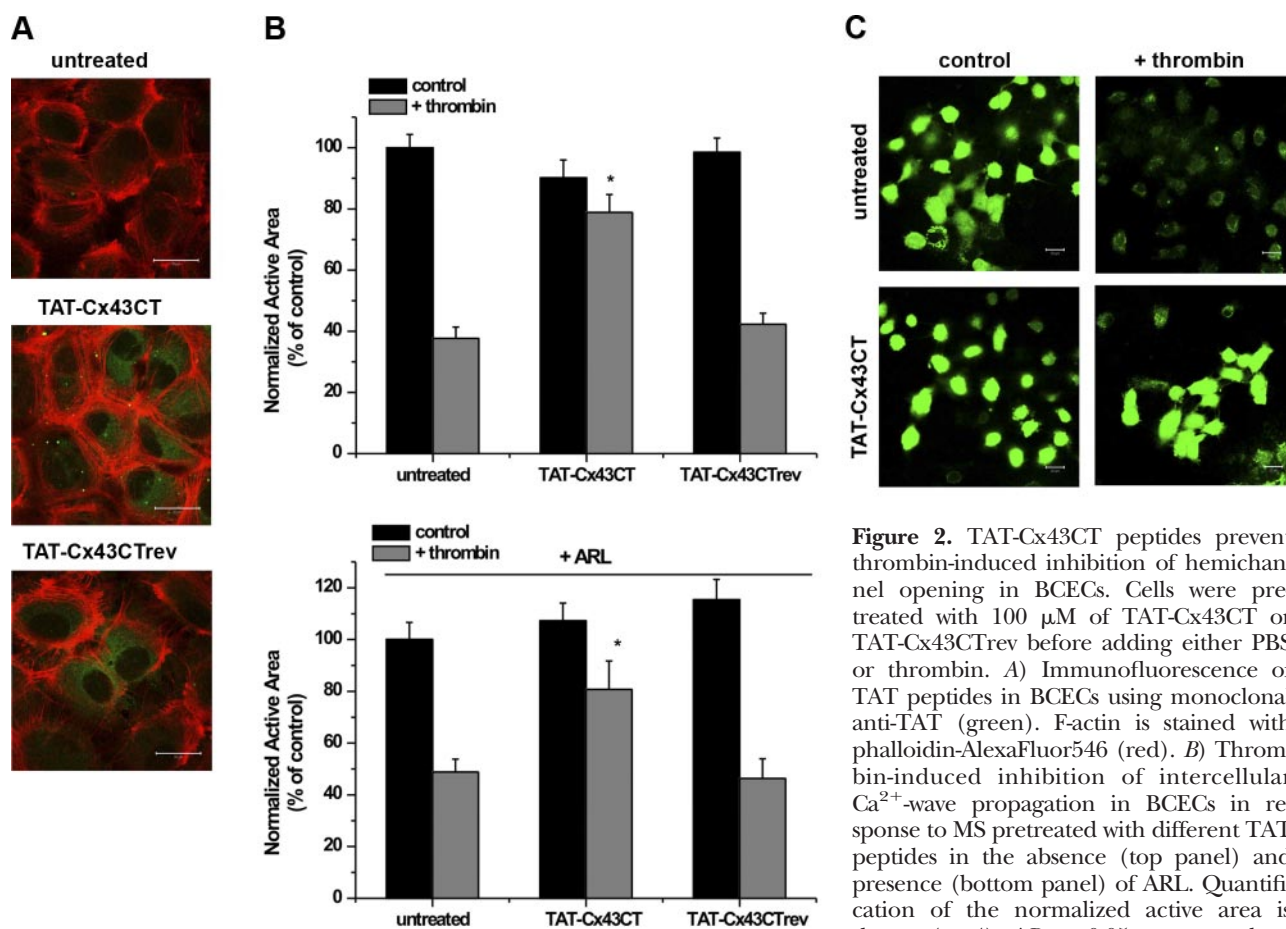 A
untreated
TAT-Cx43CT
TAT-Cx43CTrev
B
control
+ thrombin
Normalized Active Area
(% of control)
100
80
60
40
20
0
*
untreated TAT-Cx43CT TAT-Cx43CTrev
control
+ thrombin
+ ARL
Normalized Active Area
(% of control)
120
100
80
60
40
20
0
*
untreated TAT-Cx43CT TAT-Cx43CTrev
C
control + thrombin
untreated
TAT-Cx43CT
Figure 2. TAT-Cx43CT peptides prevent
thrombin-induced inhibition of hemichan
nel opening in BCECs. Cells were pre
treated with 100 μM of TAT-Cx43CT or
TAT-Cx43CTrev before adding either PBS
or thrombin. A) Immunofluorescence o
TAT peptides in BCECs using monoclona
anti-TAT (green). F-actin is stained with
phalloidin-AlexaFluor546 (red). B) Throm
bin-induced inhibition of intercellular
Ca²⁺-wave propagation in BCECs in re
sponse to MS pretreated with different TAT
peptides in the absence (top panel) and
presence (bottom panel) of ARL. Quantifi
cation of the normalized active area is